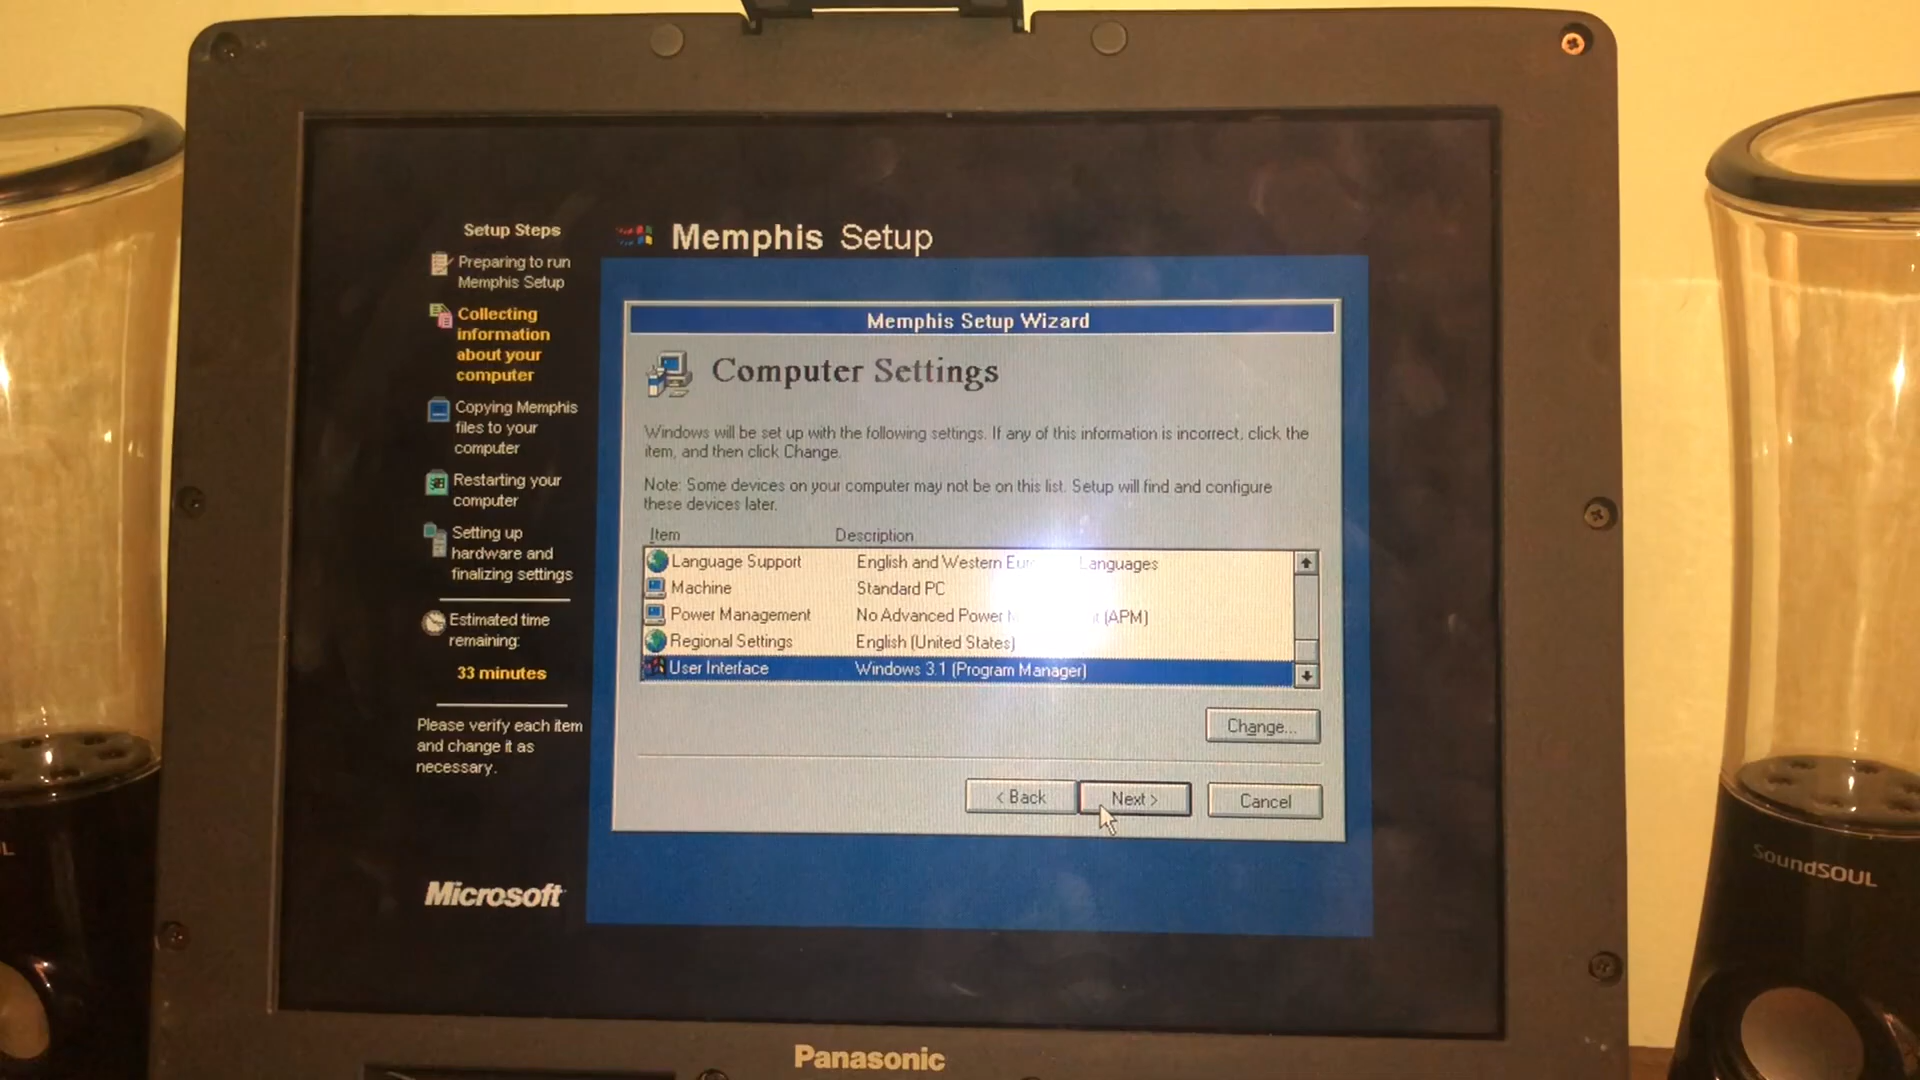 Setup Steps
Preparing to run
Memphis Setup
Collecting
information
about your
computer
Copying Memphis
files to your
computer
Restarting your
computer
Setting up
hardware and
finalizing settings
Estimated time
remaining:
33 minutes
Please verify each item
and change it as
necessary.
Microsoft
Memphis Setup
Memphis Setup Wizard
Computer Settings
Windows will be set up with the following settings. If any of this information is incorrect, click the
item, and then click Change.
Note: Some devices on your computer may not be on this list. Setup will find and configure
these devices later.
Item Description
Language Support English and Western Languages
Machine Standard PC
Power Management No Advanced Power (APM)
Regional Settings English (United States)
User Interface Windows 3.1 (Program Manager)
Change...
< Back Next > Cancel
Panasonic
SoundSOUL